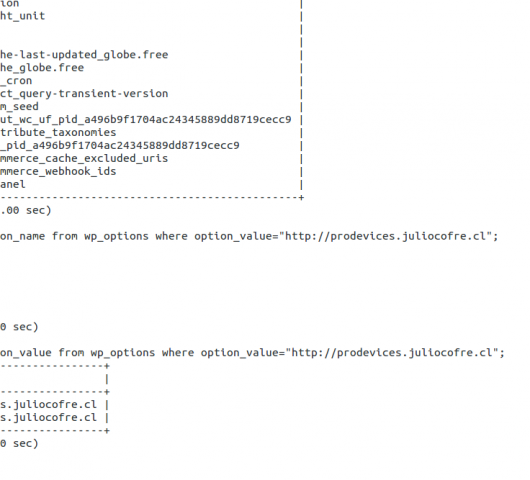 ion |
ht_unit |
|
|
he-last-updated_globe.free |
he_globe.free |
_cron |
ct_query-transient-version |
m_seed |
ut_wc_uf_pid_a496b9f1704ac24345889dd8719cecc9 |
tribute_taxonomies |
_pid_a496b9f1704ac24345889dd8719cecc9 |
mmerce_cache_excluded_uris |
mmerce_webhook_ids |
anel |
-----------------------------------------------+
.00 sec)
on_name from wp_options where option_value="http://prodevices.juliocofre.cl";
0 sec)
on_value from wp_options where option_value="http://prodevices.juliocofre.cl";
----------------+
|
----------------+
s.juliocofre.cl |
s.juliocofre.cl |
----------------+
0 sec)